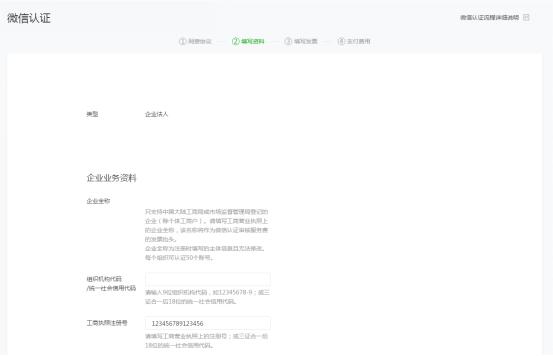 微信认证
微信认证流程详细说明
① 同意协议
② 填写资料
③ 填写发票
④ 支付费用
类型 企业法人
企业业务资料
企业全称
只支持中国大陆工商局或市场监督管理局登记的
企业（除个体工商户）。请填写工商营业执照上
的企业全称，该名称将作为微信认证审核服务费
的发票抬头。
企业全称为注册时填写的主体信息且无法修改。
每个组织可认证50个账号。
组织机构代码
/统一社会信用代码
请输入9位组织机构代码，如12345678-9；或三
证合一后18位的统一社会信用代码。
工商执照注册号 123456789123456
请填写工商营业执照上的注册号；或三证合一后
18位的统一社会信用代码。